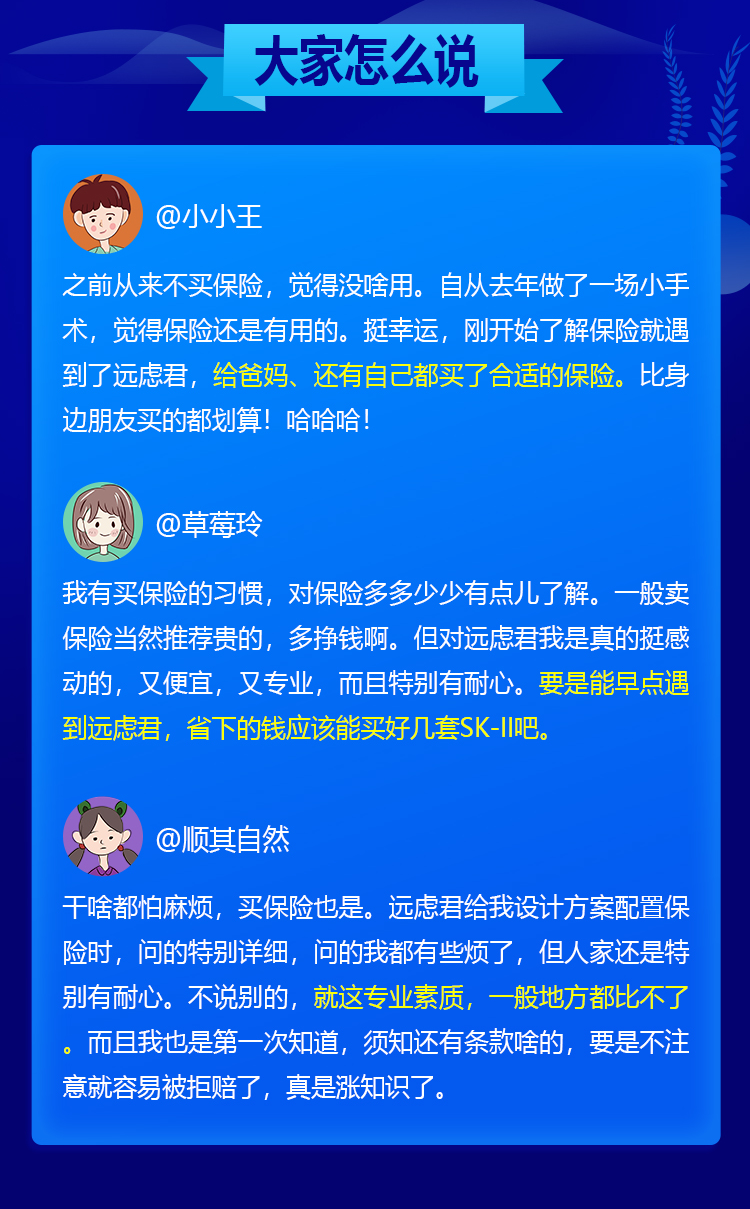 大家怎么说
@小小王
之前从来不买保险，觉得没啥用。自从去年做了一场小手
术，觉得保险还是有用的。挺幸运，刚开始了解保险就遇
到了远虑君，给爸妈、还有自己都买了合适的保险。比身
边朋友买的都划算！哈哈哈！
@草莓玲
我有买保险的习惯，对保险多多少少有点儿了解。一般卖
保险当然推荐贵的，多挣钱啊。但对远虑君我是真的挺感
动的，又便宜，又专业，而且特别有耐心。要是能早点遇
到远虑君，省下的钱应该能买好几套SK-II吧。
@顺其自然
干啥都怕麻烦，买保险也是。远虑君给我设计方案配置保
险时，问的特别详细，问的我都有些烦了，但人家还是特
别有耐心。不说别的，就这专业素质，一般地方都比不了
。而且我也是第一次知道，须知还有条款啥的，要是不注
意就容易被拒赔了，真是涨知识了。